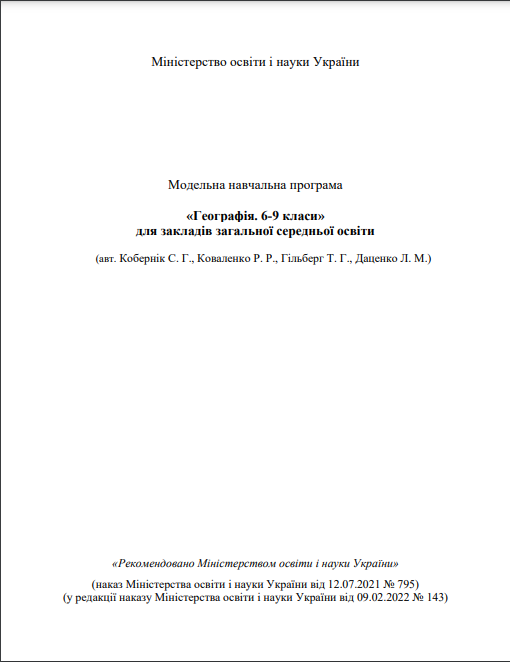 Міністерство освіти і науки України
Модельна навчальна програма
«Географія. 6-9 класи»
для закладів загальної середньої освіти
(авт. Кобернік С. Г., Коваленко Р. Р., Гільберг Т. Г., Даценко Л. М.)
«Рекомендовано Міністерством освіти і науки України»
(наказ Міністерства освіти і науки України від 12.07.2021 № 795)
(у редакції наказу Міністерства освіти і науки України від 09.02.2022 № 143)